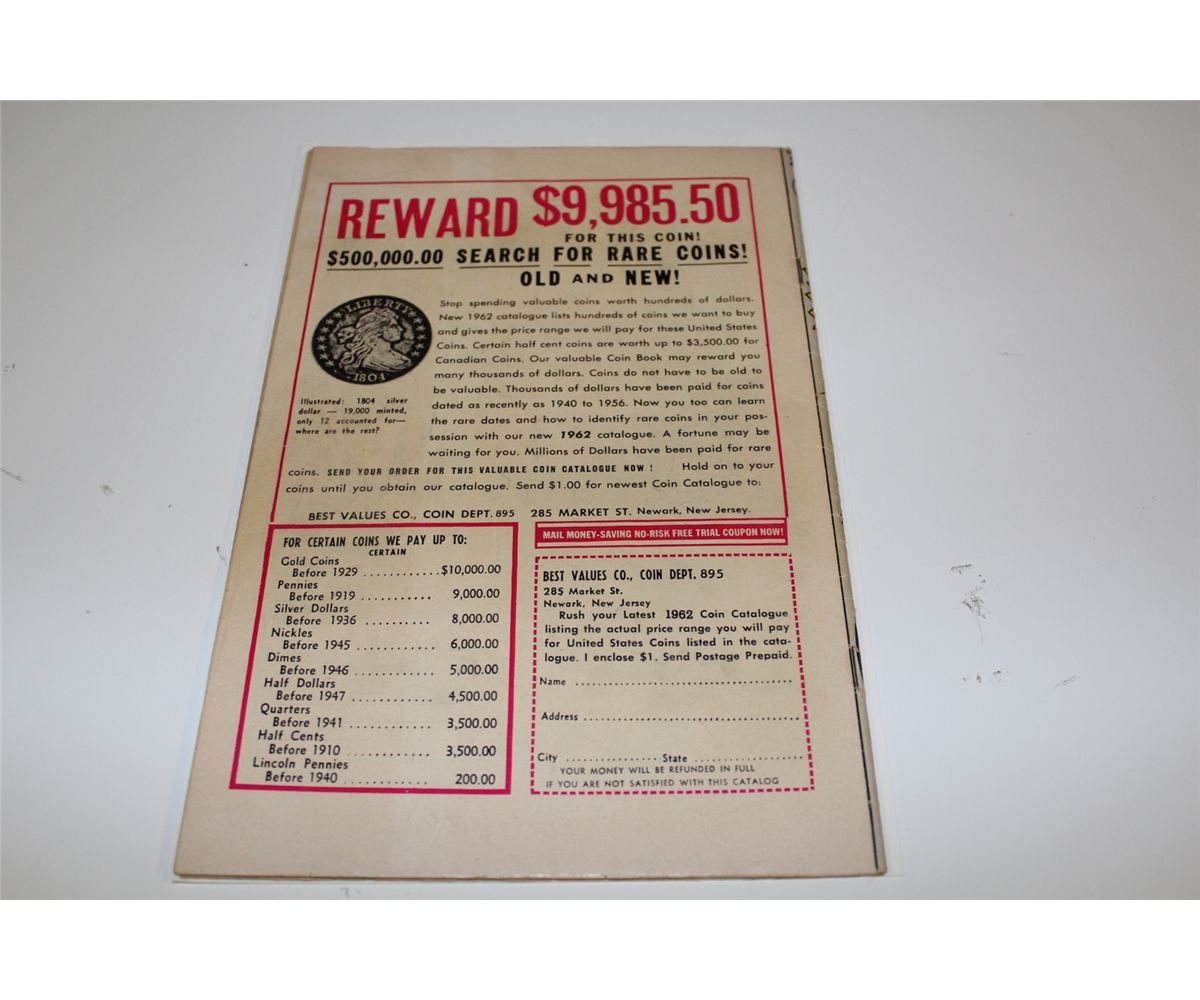 REWARD $9,985.50
FOR THIS COIN!
$500,000.00 SEARCH FOR RARE COINS!
OLD AND NEW!
LIBERTY
1804
Illustrated: 1804 silver
dollar — 19,000 minted,
only 12 accounted for—
where are the rest?
Stop spending valuable coins worth hundreds of dollars.
New 1962 catalogue lists hundreds of coins we want to buy
and gives the price range we will pay for these United States
Coins. Certain half cent coins are worth up to $3,500.00 for
Canadian Coins. Our valuable Coin Book may reward you
many thousands of dollars. Coins do not have to be old to
be valuable. Thousands of dollars have been paid for coins
dated as recently as 1940 to 1956. Now you too can learn
the rare dates and how to identify rare coins in your pos-
session with our new 1962 catalogue. A fortune may be
waiting for you. Millions of Dollars have been paid for rare
coins. SEND YOUR ORDER FOR THIS VALUABLE COIN CATALOGUE NOW ! Hold on to your
coins until you obtain our catalogue. Send $1.00 for newest Coin Catalogue to:
BEST VALUES CO., COIN DEPT. 895 285 MARKET ST. Newark, New Jersey.
FOR CERTAIN COINS WE PAY UP TO:
CERTAIN
Gold Coins
Before 1929 ............$10,000.00
Pennies
Before 1919 ........... 9,000.00
Silver Dollars
Before 1936 .......... 8,000.00
Nickles
Before 1945 ............ 6,000.00
Dimes
Before 1946 ............ 5,000.00
Half Dollars
Before 1947 ............ 4,500.00
Quarters
Before 1941 ............ 3,500.00
Half Cents
Before 1910 ............ 3,500.00
Lincoln Pennies
Before 1940 ............ 200.00
MAIL MONEY-SAVING NO-RISK FREE TRIAL COUPON NOW!
BEST VALUES CO., COIN DEPT. 895
285 Market St.
Newark, New Jersey
Rush your Latest 1962 Coin Catalogue
listing the actual price range you will pay
for United States Coins listed in the cata-
logue. I enclose $1. Send Postage Prepaid.
Name ........................................
Address ........................................
City .................. State ....................
YOUR MONEY WILL BE REFUNDED IN FULL
IF YOU ARE NOT SATISFIED WITH THIS CATALOG